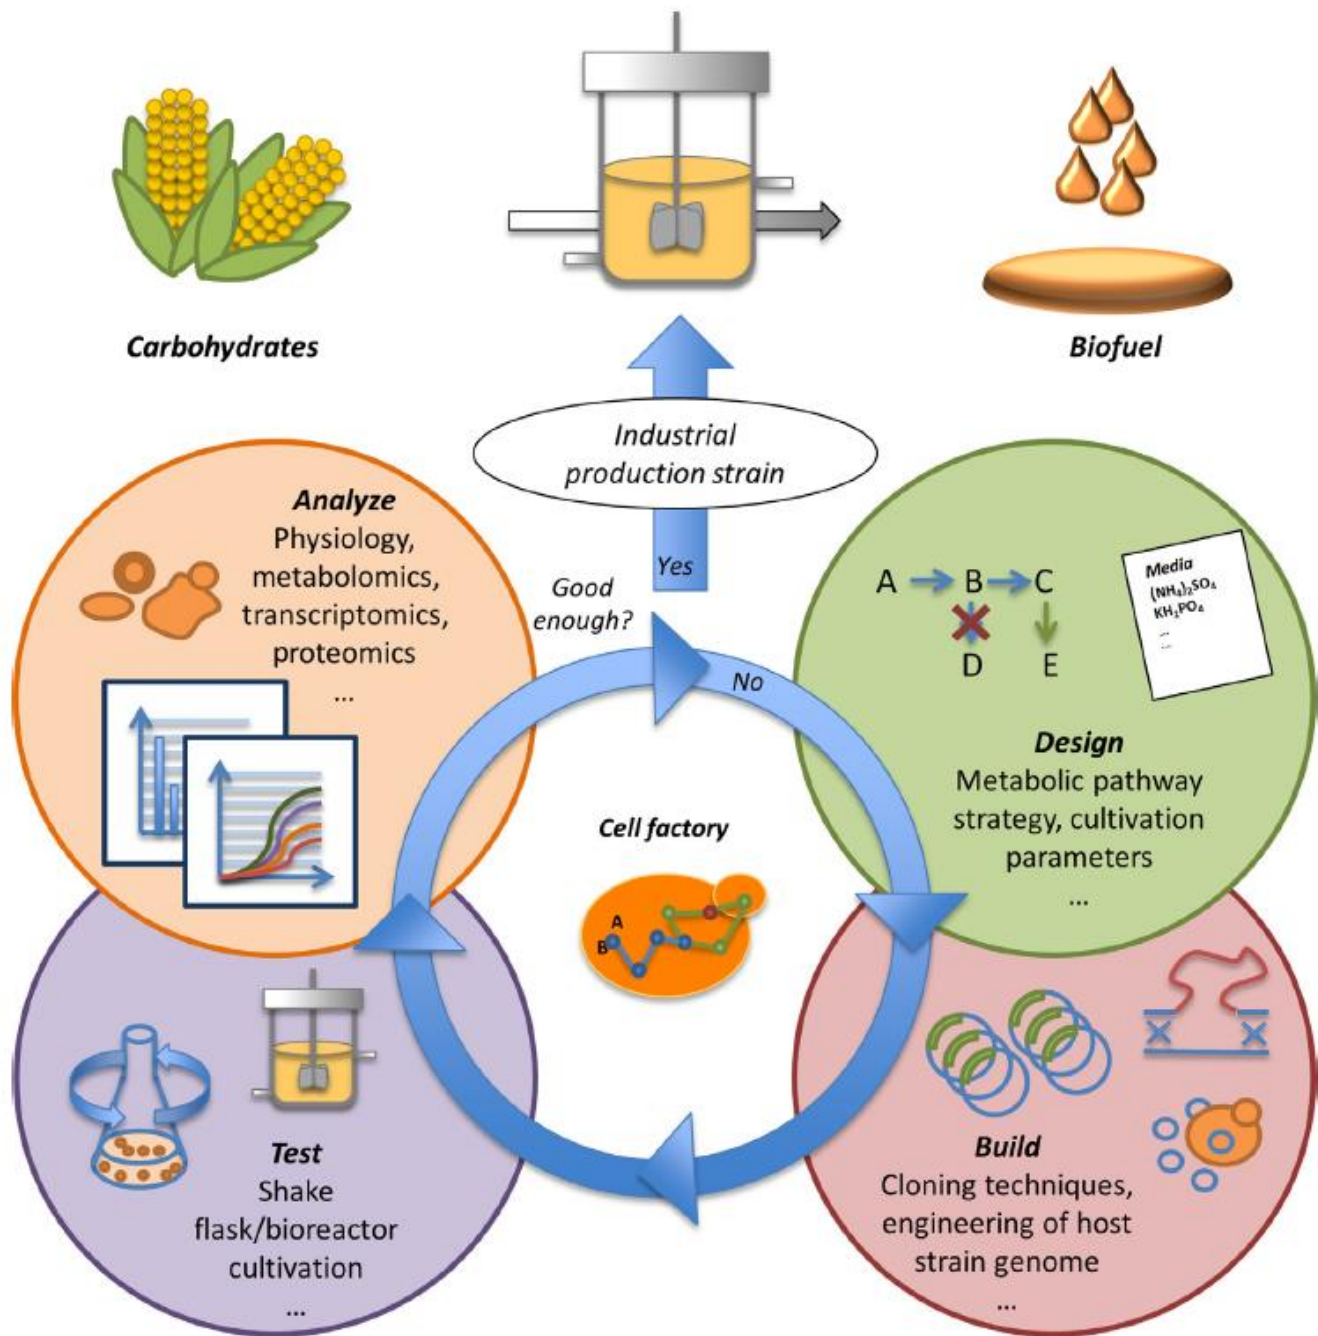 Carbohydrates
Biofuel
Industrial
production strain
Yes
Good
enough?
No
Analyze
Physiology,
metabolomics,
transcriptomics,
proteomics
...
A B C
D E
Media
(NH₄)₂SO₄
KH₂PO₄
...
...
Design
Metabolic pathway
strategy, cultivation
parameters
...
Cell factory
A
B
Test
Shake
flask/bioreactor
cultivation
...
Build
Cloning techniques,
engineering of host
strain genome
...